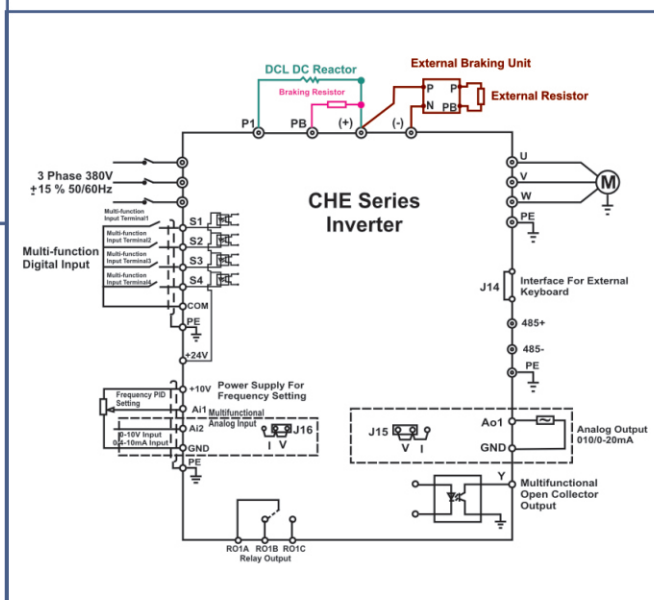 DCL DC Reactor
Braking Resistor
External Braking Unit
P P
N PB
External Resistor
P1 PB (+) (-)
3 Phase 380V
±15 % 50/60Hz
CHE Series
Inverter
U
V
W
M
PE
Multi-function
Input Terminal1
S1
Multi-function
Input Terminal2
S2
Multi-function
Input Terminal3
S3
Multi-function
Input Terminal4
S4
Multi-function
Digital Input
COM
PE
+24V
J14
Interface For External
Keyboard
485+
485-
PE
+10V
Power Supply For
Frequency Setting
Frequency PID
Setting
Ai1
Multifunctional
Analog Input
Ai2
0-10V Input
0/4-10mA Input
GND
J16
I V
PE
J15
V I
Ao1
GND
Analog Output
010/0-20mA
Y
Multifunctional
Open Collector
Output
RO1A RO1B RO1C
Relay Output